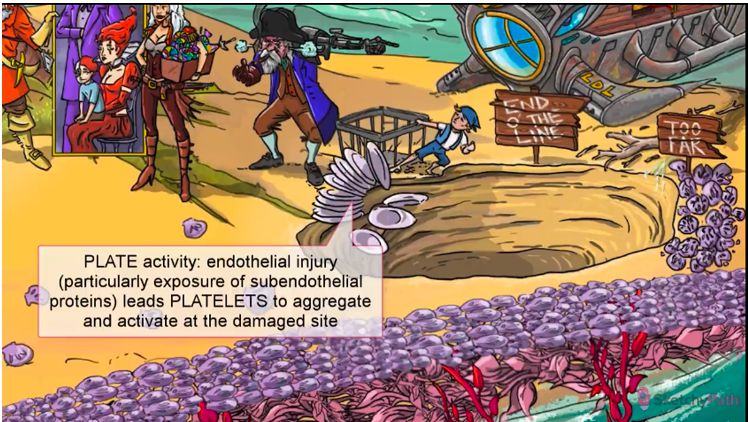 LDL
END
O' THE
LINE
TOO
FAR
PLATE activity: endothelial injury
(particularly exposure of subendothelial
proteins) leads PLATELETS to aggregate
and activate at the damaged site
SketchyPath